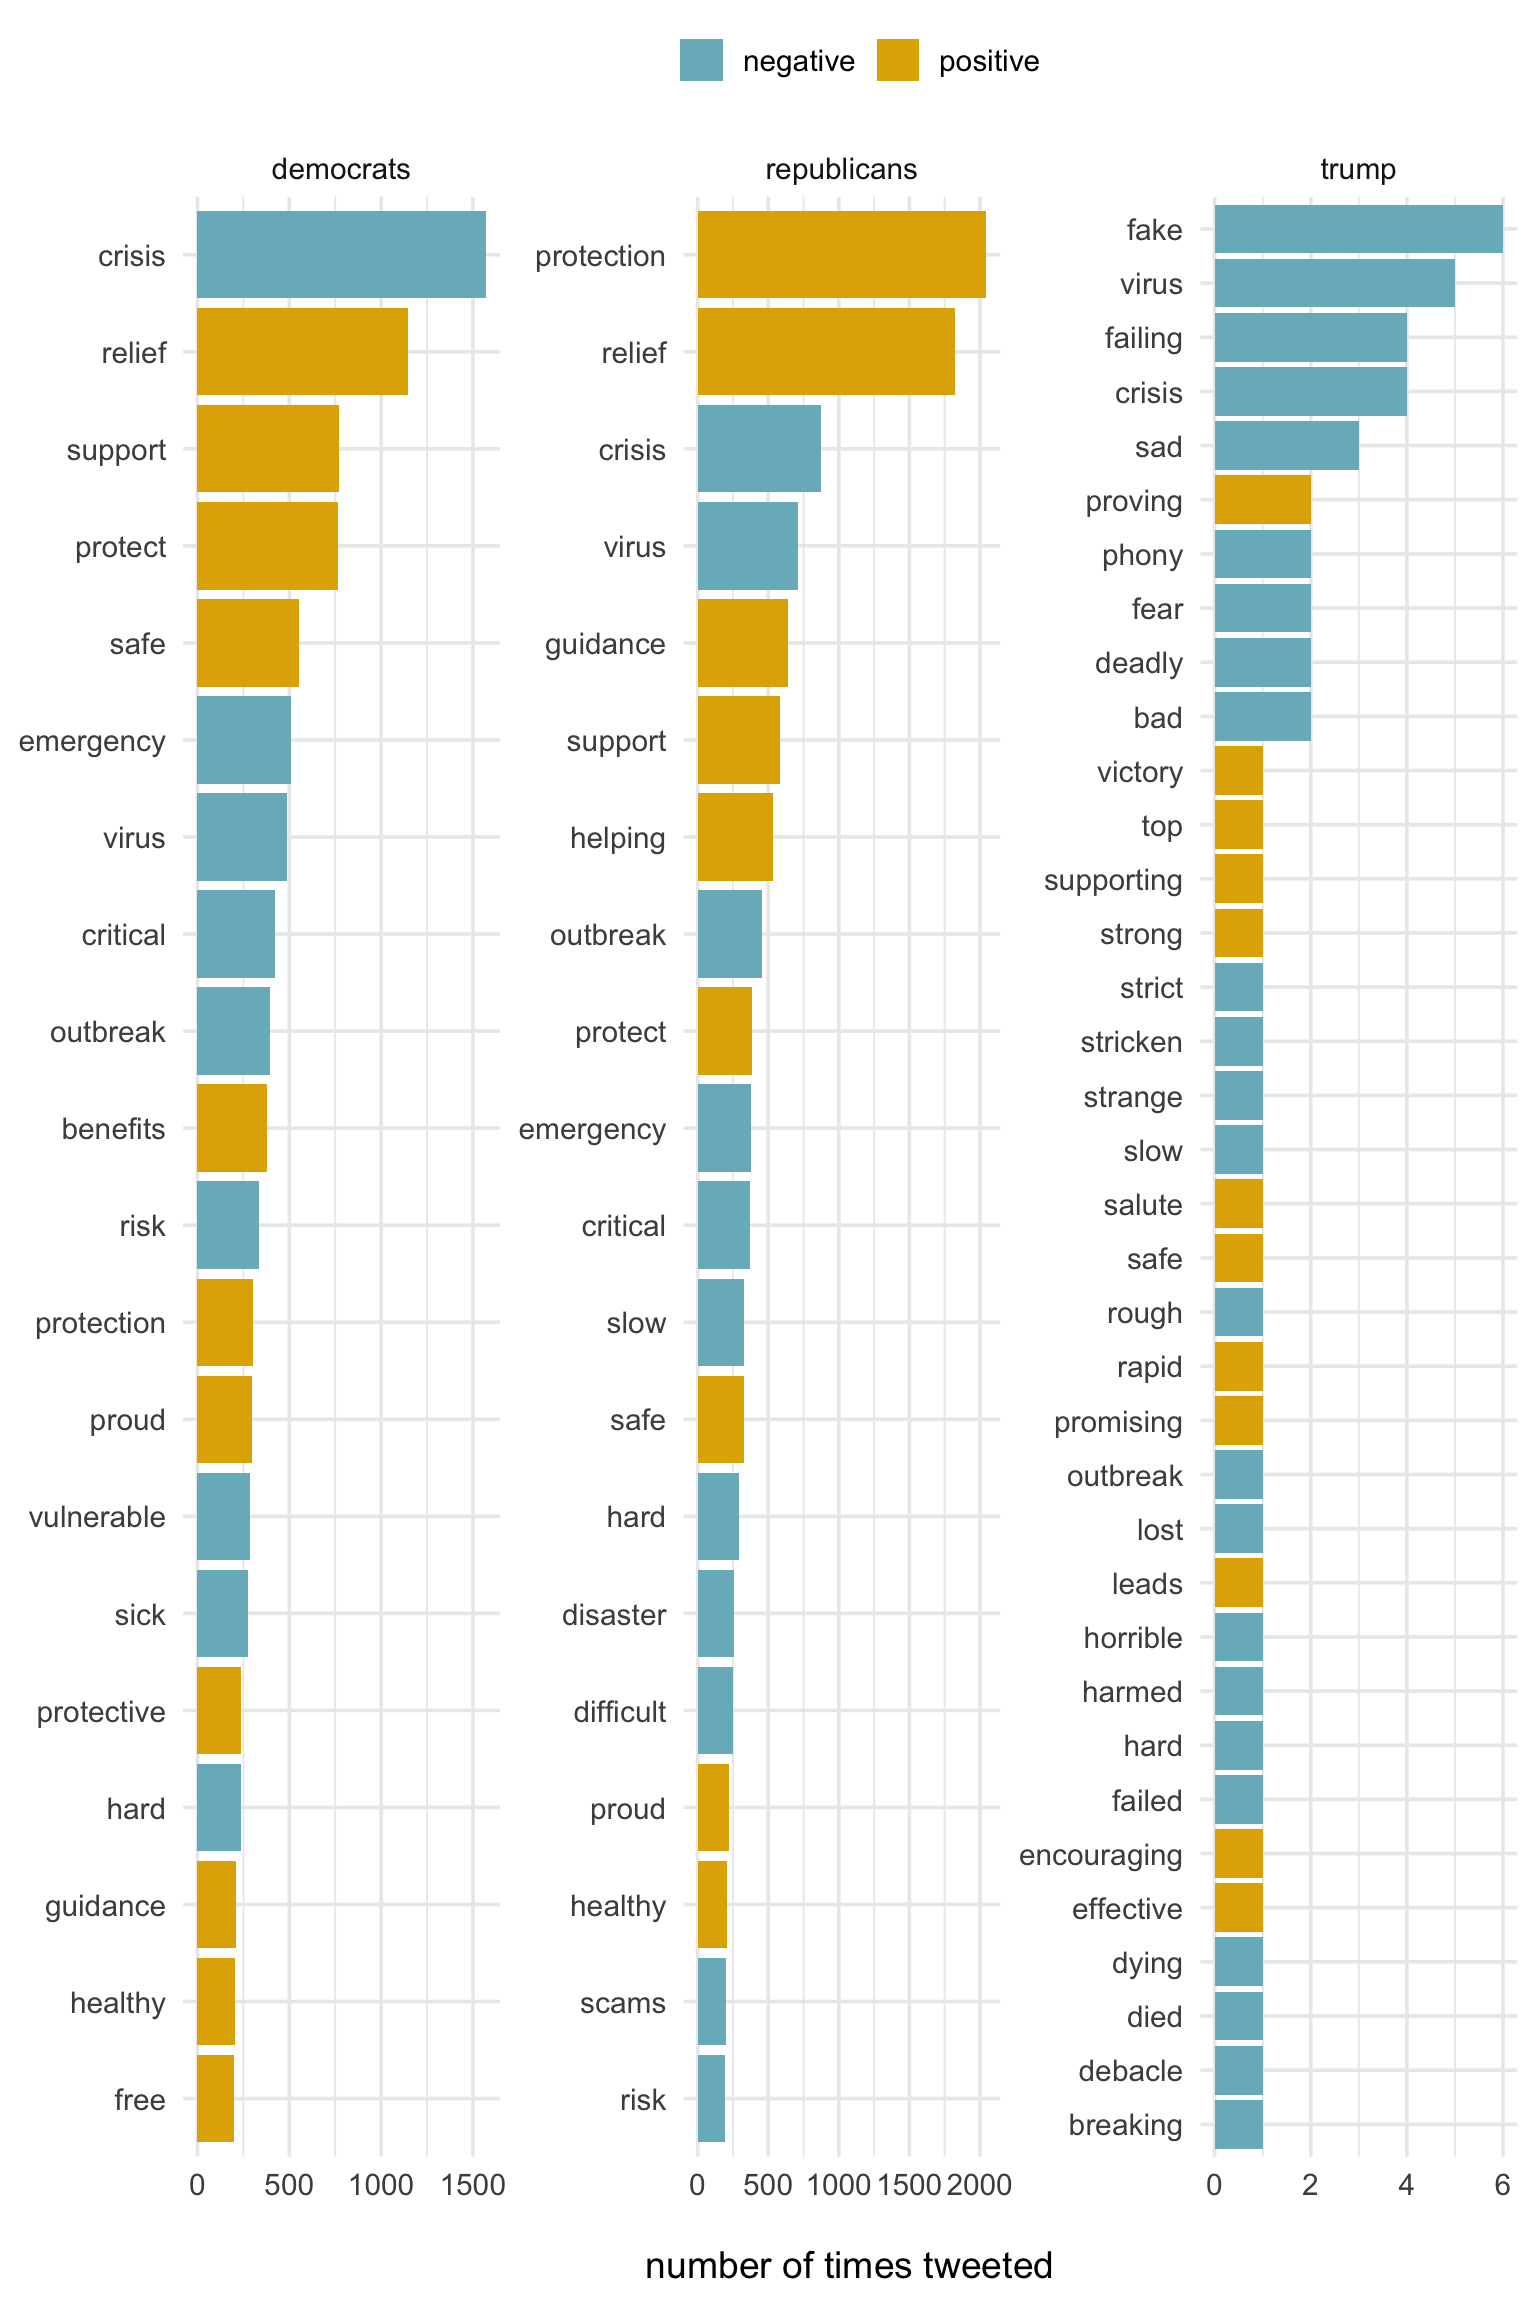 negative positive
democrats
crisis
relief
support
protect
safe
emergency
virus
critical
outbreak
benefits
risk
protection
proud
vulnerable
sick
protective
hard
guidance
healthy
free
0 500 1000 1500
republicans
protection
relief
crisis
virus
guidance
support
helping
outbreak
protect
emergency
critical
slow
safe
hard
disaster
difficult
proud
healthy
scams
risk
0 500 1000 1500 2000
trump
fake
virus
failing
crisis
sad
proving
phony
fear
deadly
bad
victory
top
supporting
strong
strict
stricken
strange
slow
salute
safe
rough
rapid
promising
outbreak
lost
leads
horrible
harmed
hard
failed
encouraging
effective
dying
died
debacle
breaking
0 2 4 6
number of times tweeted